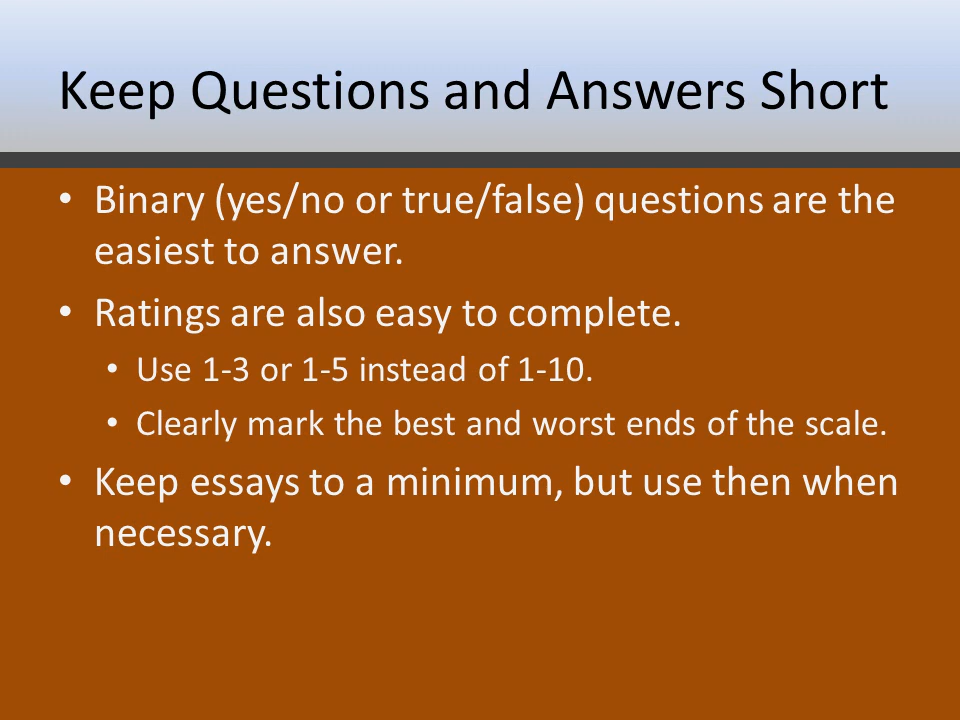 Keep Questions and Answers Short
• Binary (yes/no or true/false) questions are the
easiest to answer.
• Ratings are also easy to complete.
• Use 1-3 or 1-5 instead of 1-10.
• Clearly mark the best and worst ends of the scale.
• Keep essays to a minimum, but use then when
necessary.